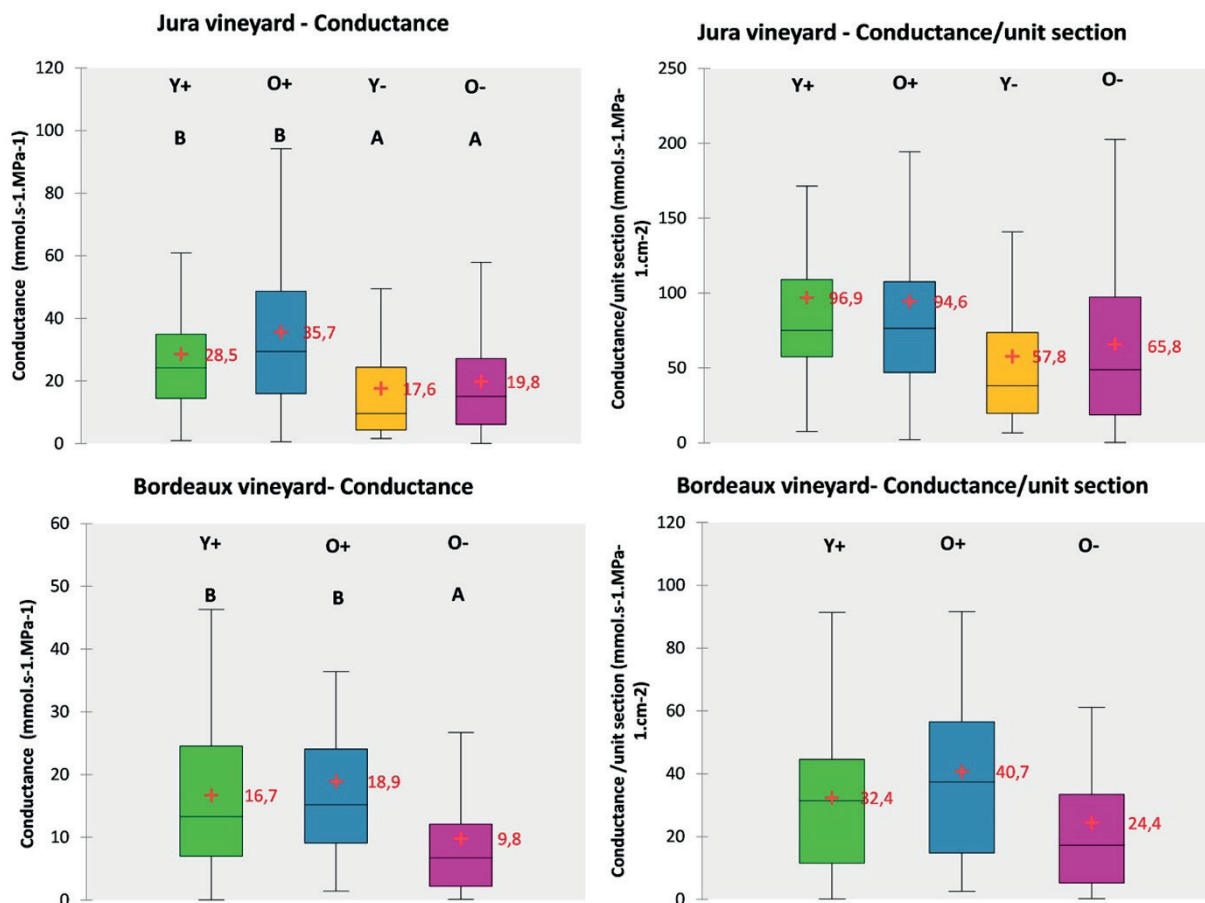 Jura vineyard - Conductance
Conductance (mmol.s-1.MPa-1)
120
100
80
60
40
20
0
Y+ O+ Y- O-
B B A A
28,5
35,7
17,6
19,8
Jura vineyard - Conductance/unit section
Conductance/unit section (mmol.s-1.MPa-
1.cm-2)
250
200
150
100
50
0
Y+ O+ Y- O-
96,9
94,6
57,8
65,8
Bordeaux vineyard- Conductance
Conductance (mmol.s-1.MPa-1)
60
50
40
30
20
10
0
Y+ O+ O-
B B A
16,7
18,9
9,8
Bordeaux vineyard- Conductance/unit section
Conductance /unit section (mmol.s-1.MPa-
1.cm-2)
120
100
80
60
40
20
0
Y+ O+ O-
32,4
40,7
24,4